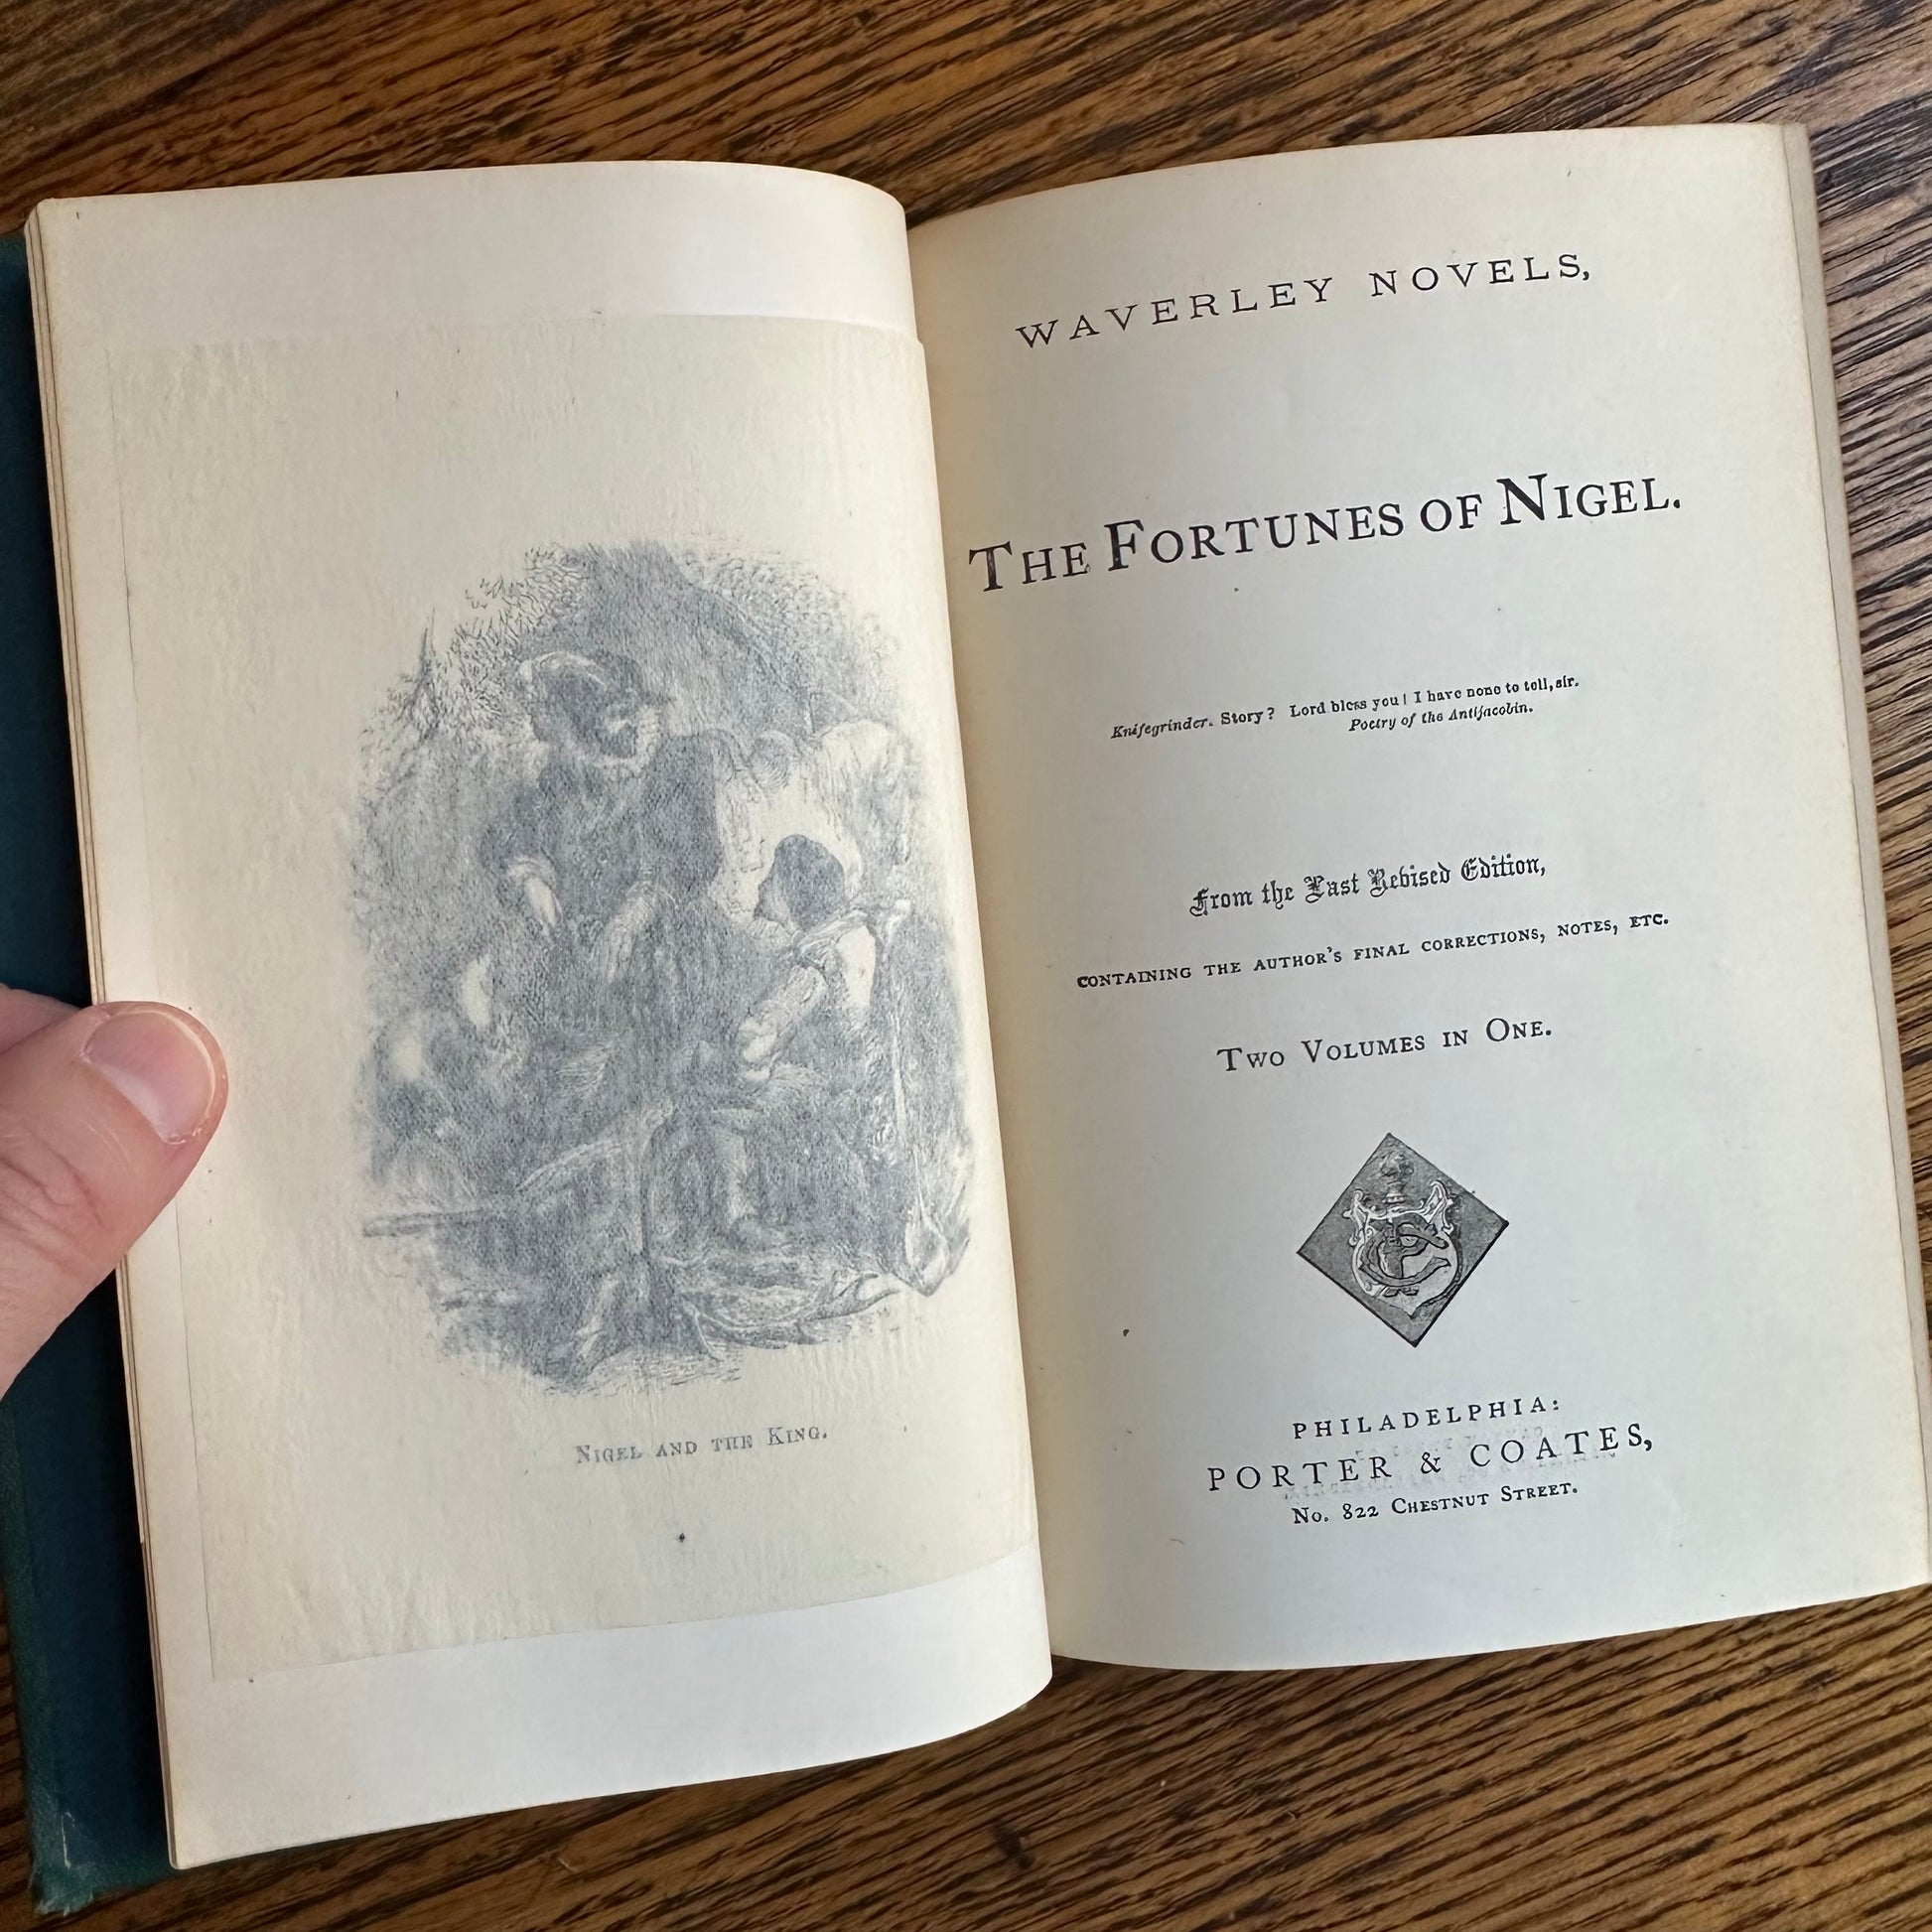 NIGEL AND THE KING.
WAVERLEY NOVELS,
THE FORTUNES OF NIGEL.
Knifegrinder. Story? Lord bless you! I have none to tell, sir.
Poetry of the Antijacobin.
From the Last Revised Edition,
CONTAINING THE AUTHOR'S FINAL CORRECTIONS, NOTES, ETC.
TWO VOLUMES IN ONE.
PHILADELPHIA:
PORTER & COATES,
No. 822 CHESTNUT STREET.